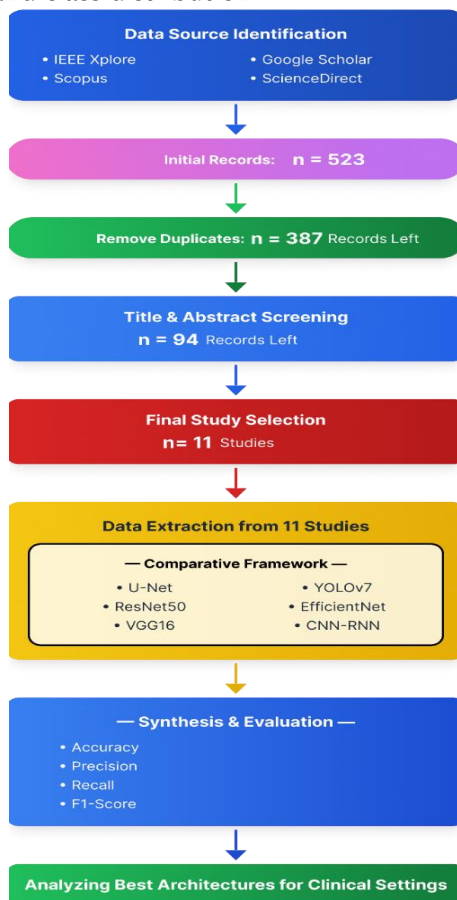 Data Source Identification
• IEEE Xplore
• Google Scholar
• Scopus
• ScienceDirect
Initial Records: n = 523
Remove Duplicates: n = 387 Records Left
Title & Abstract Screening
n = 94 Records Left
Final Study Selection
n= 11 Studies
Data Extraction from 11 Studies
— Comparative Framework —
• U-Net
• YOLOv7
• ResNet50
• EfficientNet
• VGG16
• CNN-RNN
— Synthesis & Evaluation —
• Accuracy
• Precision
• Recall
• F1-Score
Analyzing Best Architectures for Clinical Settings